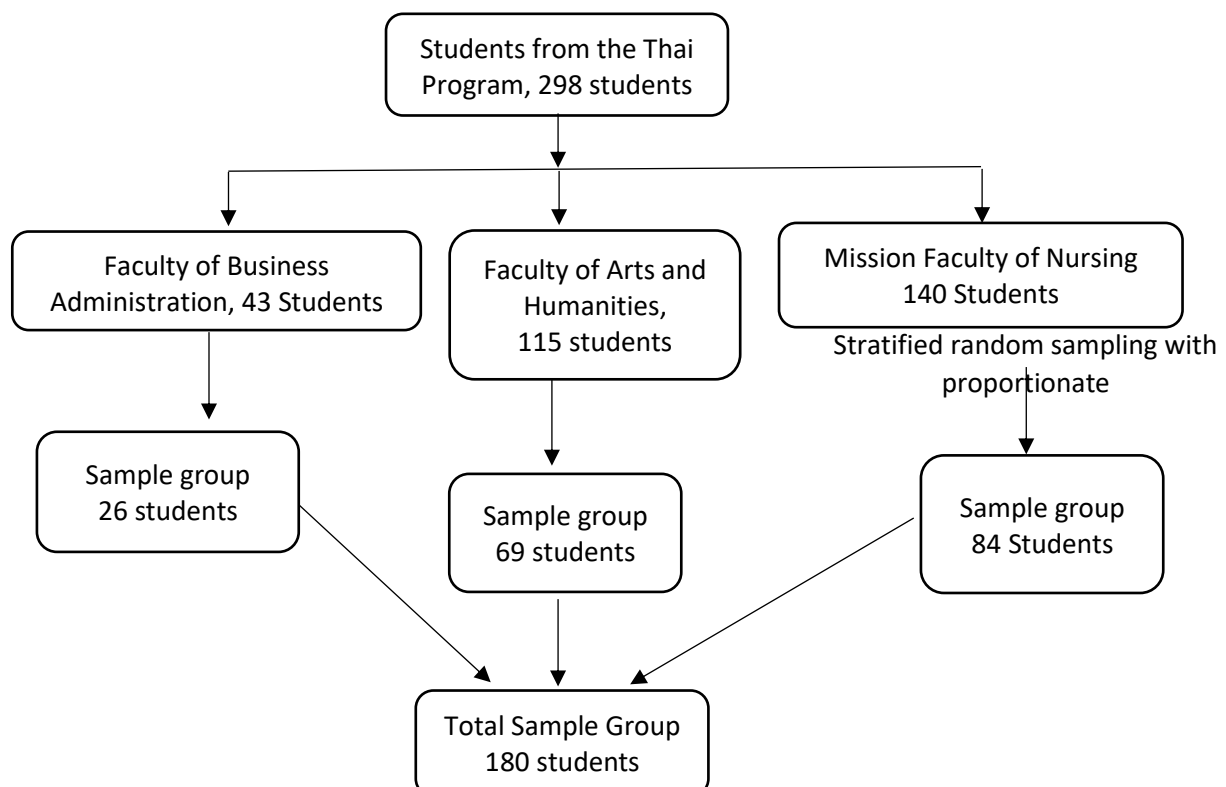 Students from the Thai
Program, 298 students
Faculty of Business
Administration, 43 Students
Faculty of Arts and
Humanities,
115 students
Mission Faculty of Nursing
140 Students
Stratified random sampling with
proportionate
Sample group
26 students
Sample group
69 students
Sample group
84 Students
Total Sample Group
180 students